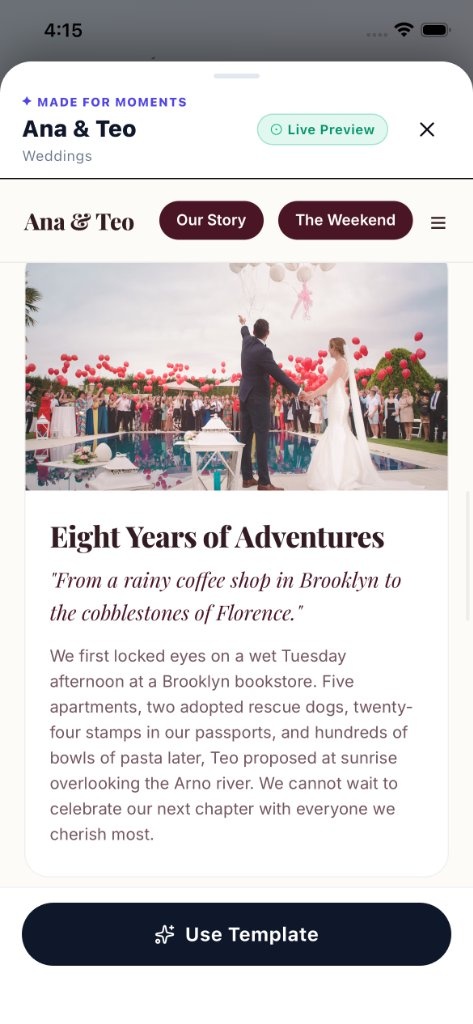 4:15
MADE FOR MOMENTS
Ana & Teo
Live Preview
Weddings
Ana & Teo
Our Story
The Weekend
Eight Years of Adventures
"From a rainy coffee shop in Brooklyn to
the cobblestones of Florence."
We first locked eyes on a wet Tuesday
afternoon at a Brooklyn bookstore. Five
apartments, two adopted rescue dogs, twenty-
four stamps in our passports, and hundreds of
bowls of pasta later, Teo proposed at sunrise
overlooking the Arno river. We cannot wait to
celebrate our next chapter with everyone we
cherish most.
Use Template